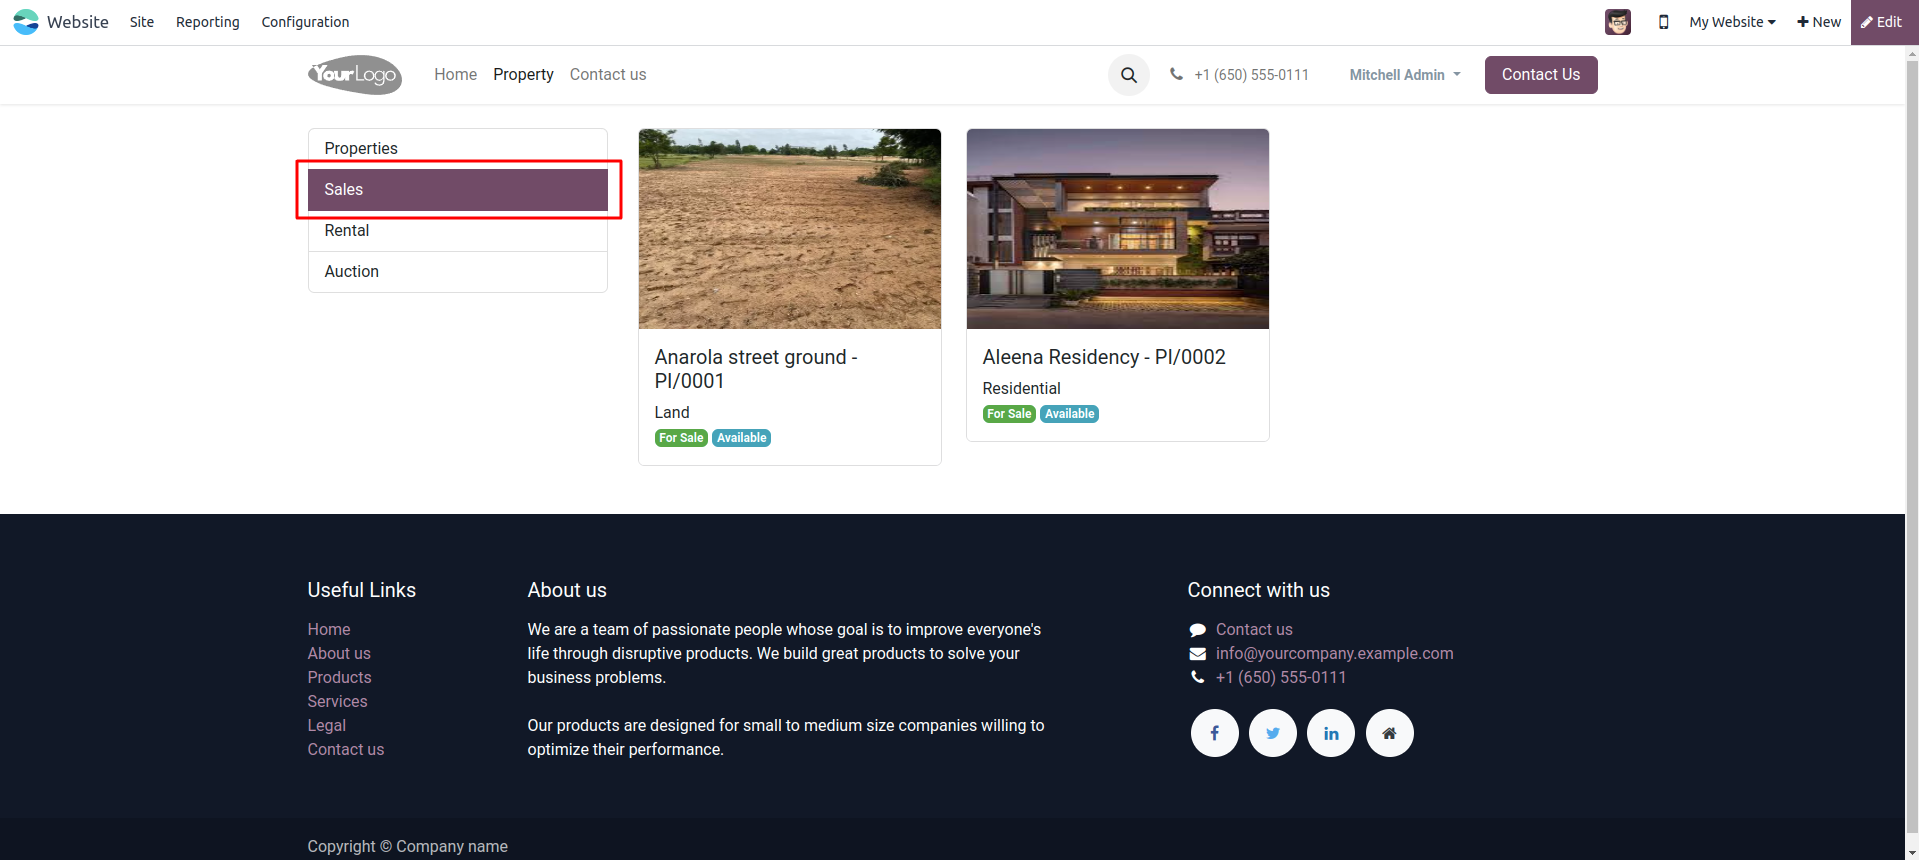 Website Site Reporting Configuration My Website New Edit
YourLogo Home Property Contact us +1 (650) 555-0111 Mitchell Admin Contact Us
Properties
Sales
Rental
Auction
Anarola street ground -
PI/0001
Land
For Sale Available
Aleena Residency - PI/0002
Residential
For Sale Available
Useful Links
Home
About us
Products
Services
Legal
Contact us
About us
We are a team of passionate people whose goal is to improve everyone's
life through disruptive products. We build great products to solve your
business problems.
Our products are designed for small to medium size companies willing to
optimize their performance.
Connect with us
Contact us
info@yourcompany.example.com
+1 (650) 555-0111
Copyright © Company name